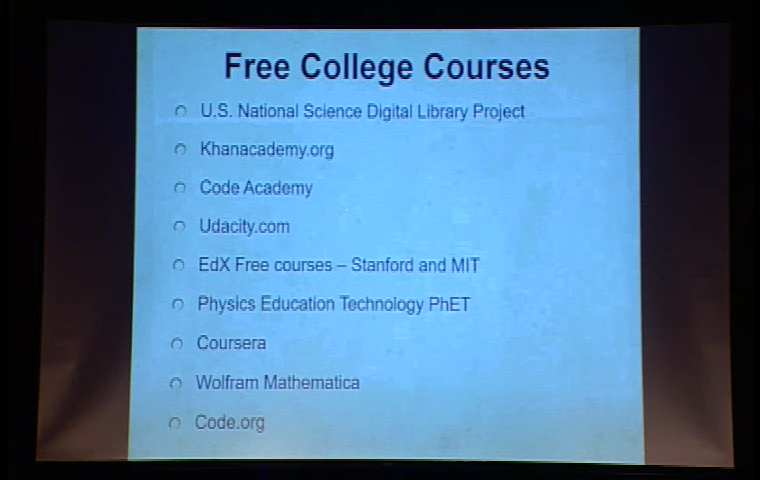 Free College Courses
U.S. National Science Digital Library Project
Khanacademy.org
Code Academy
Udacity.com
EdX Free courses – Stanford and MIT
Physics Education Technology PhET
Coursera
Wolfram Mathematica
Code.org